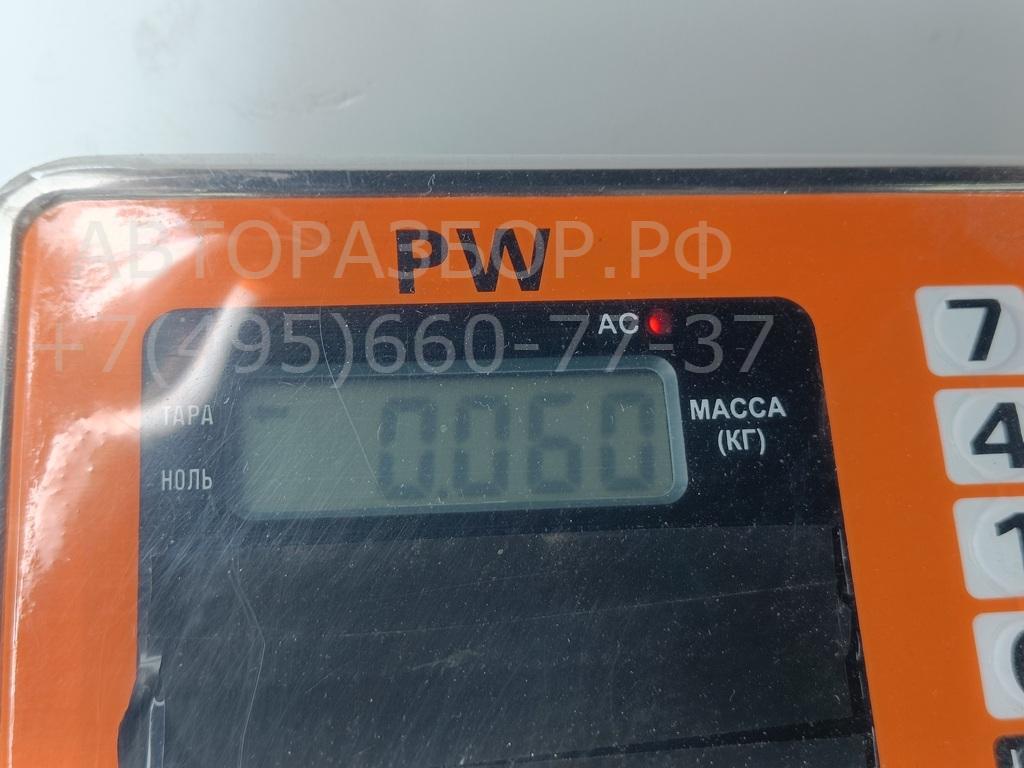 АВТОРАЗБОР.РФ
PW
+7(495)660-77-37
AC
7
ТАРА
0.060
МАССА
(КГ)
4
НОЛЬ
1